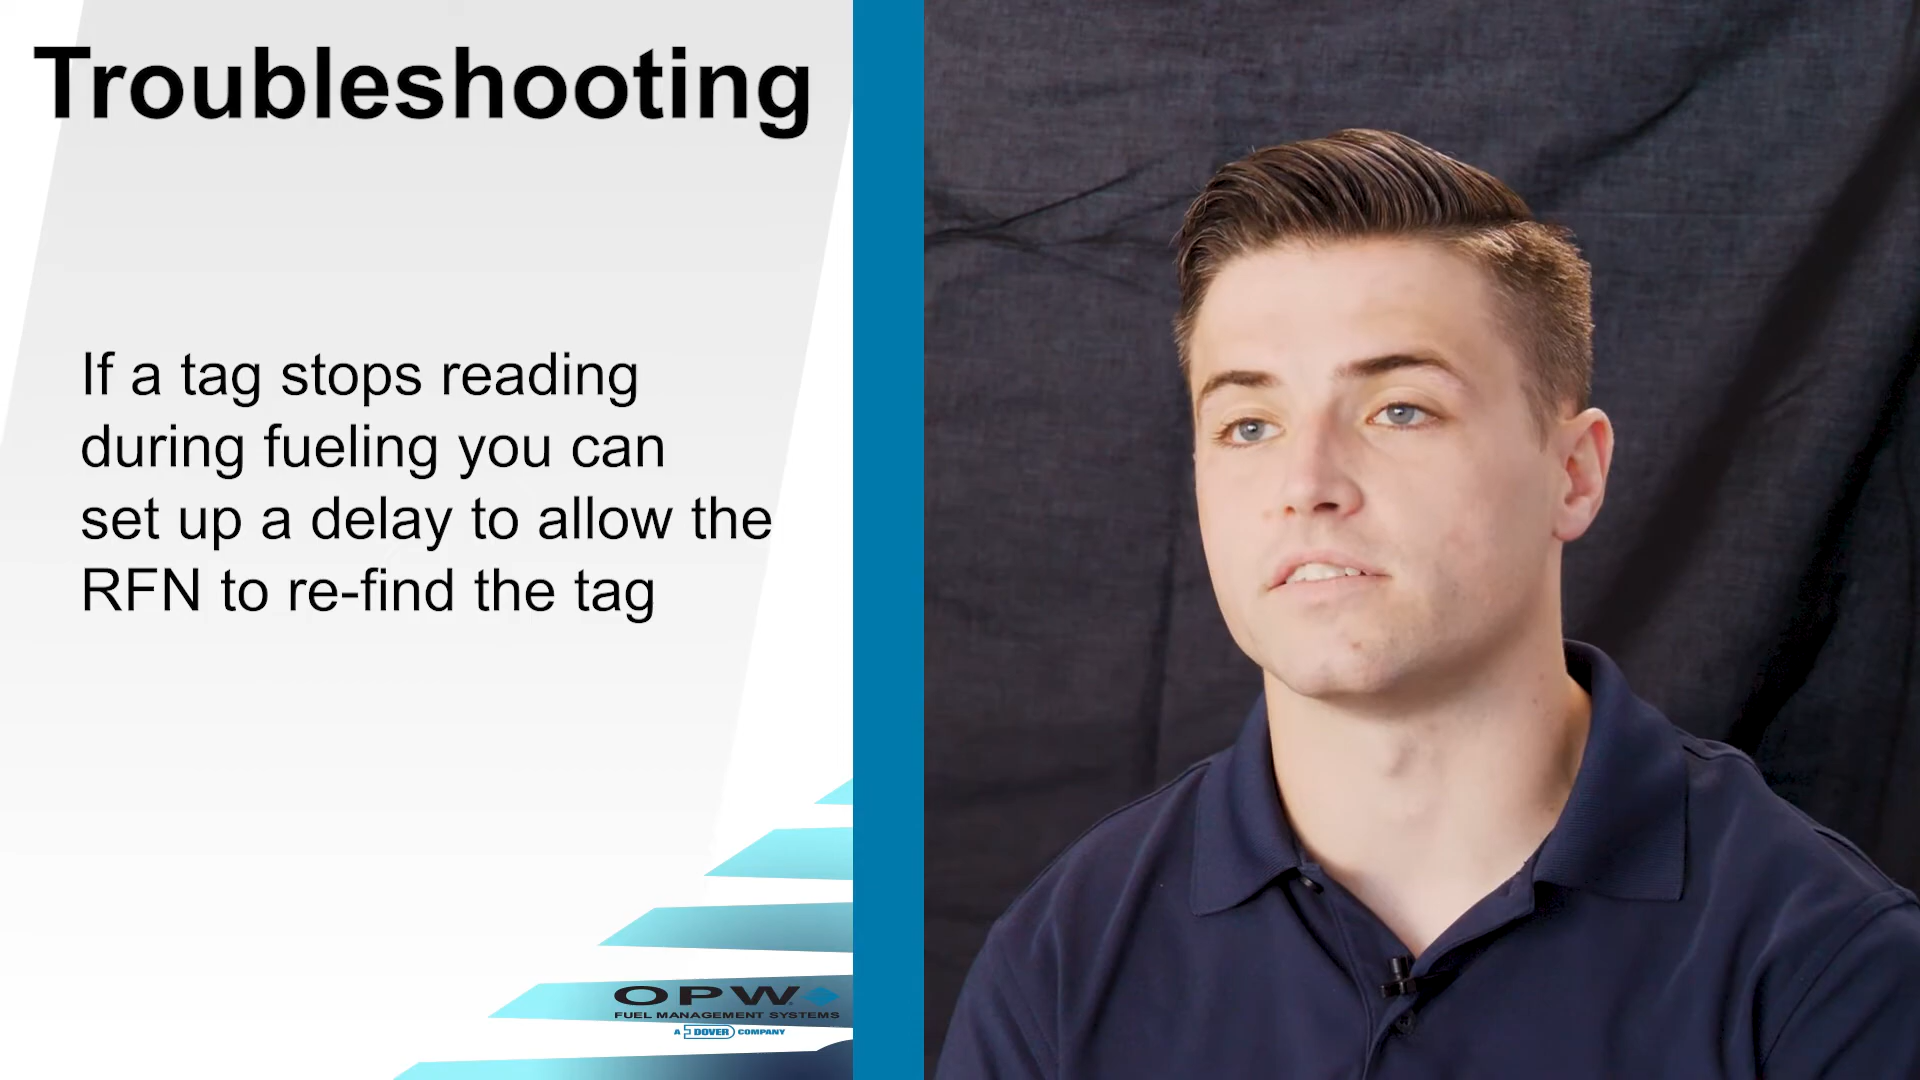 Troubleshooting
If a tag stops reading
during fueling you can
set up a delay to allow the
RFN to re-find the tag
OPW
FUEL MANAGEMENT SYSTEMS
A DOVER COMPANY